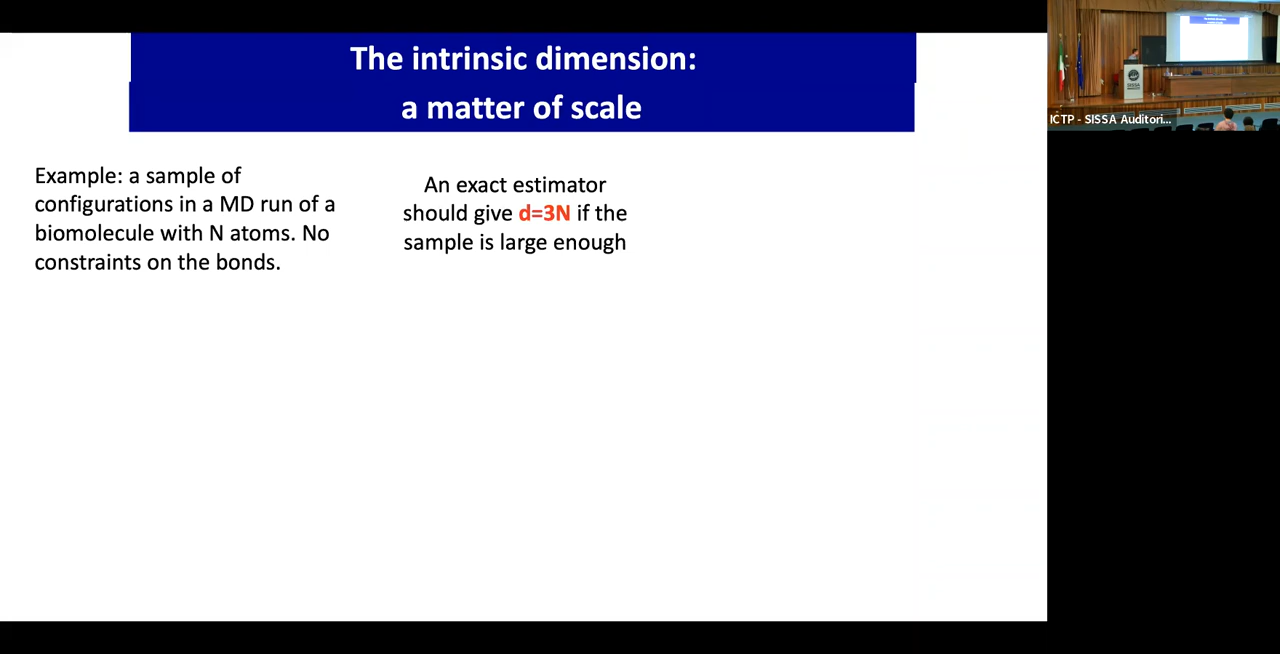 The intrinsic dimension:
a matter of scale
Example: a sample of
configurations in a MD run of a
biomolecule with N atoms. No
constraints on the bonds.
An exact estimator
should give d=3N if the
sample is large enough
ICTP - SISSA Auditori...
SISSA